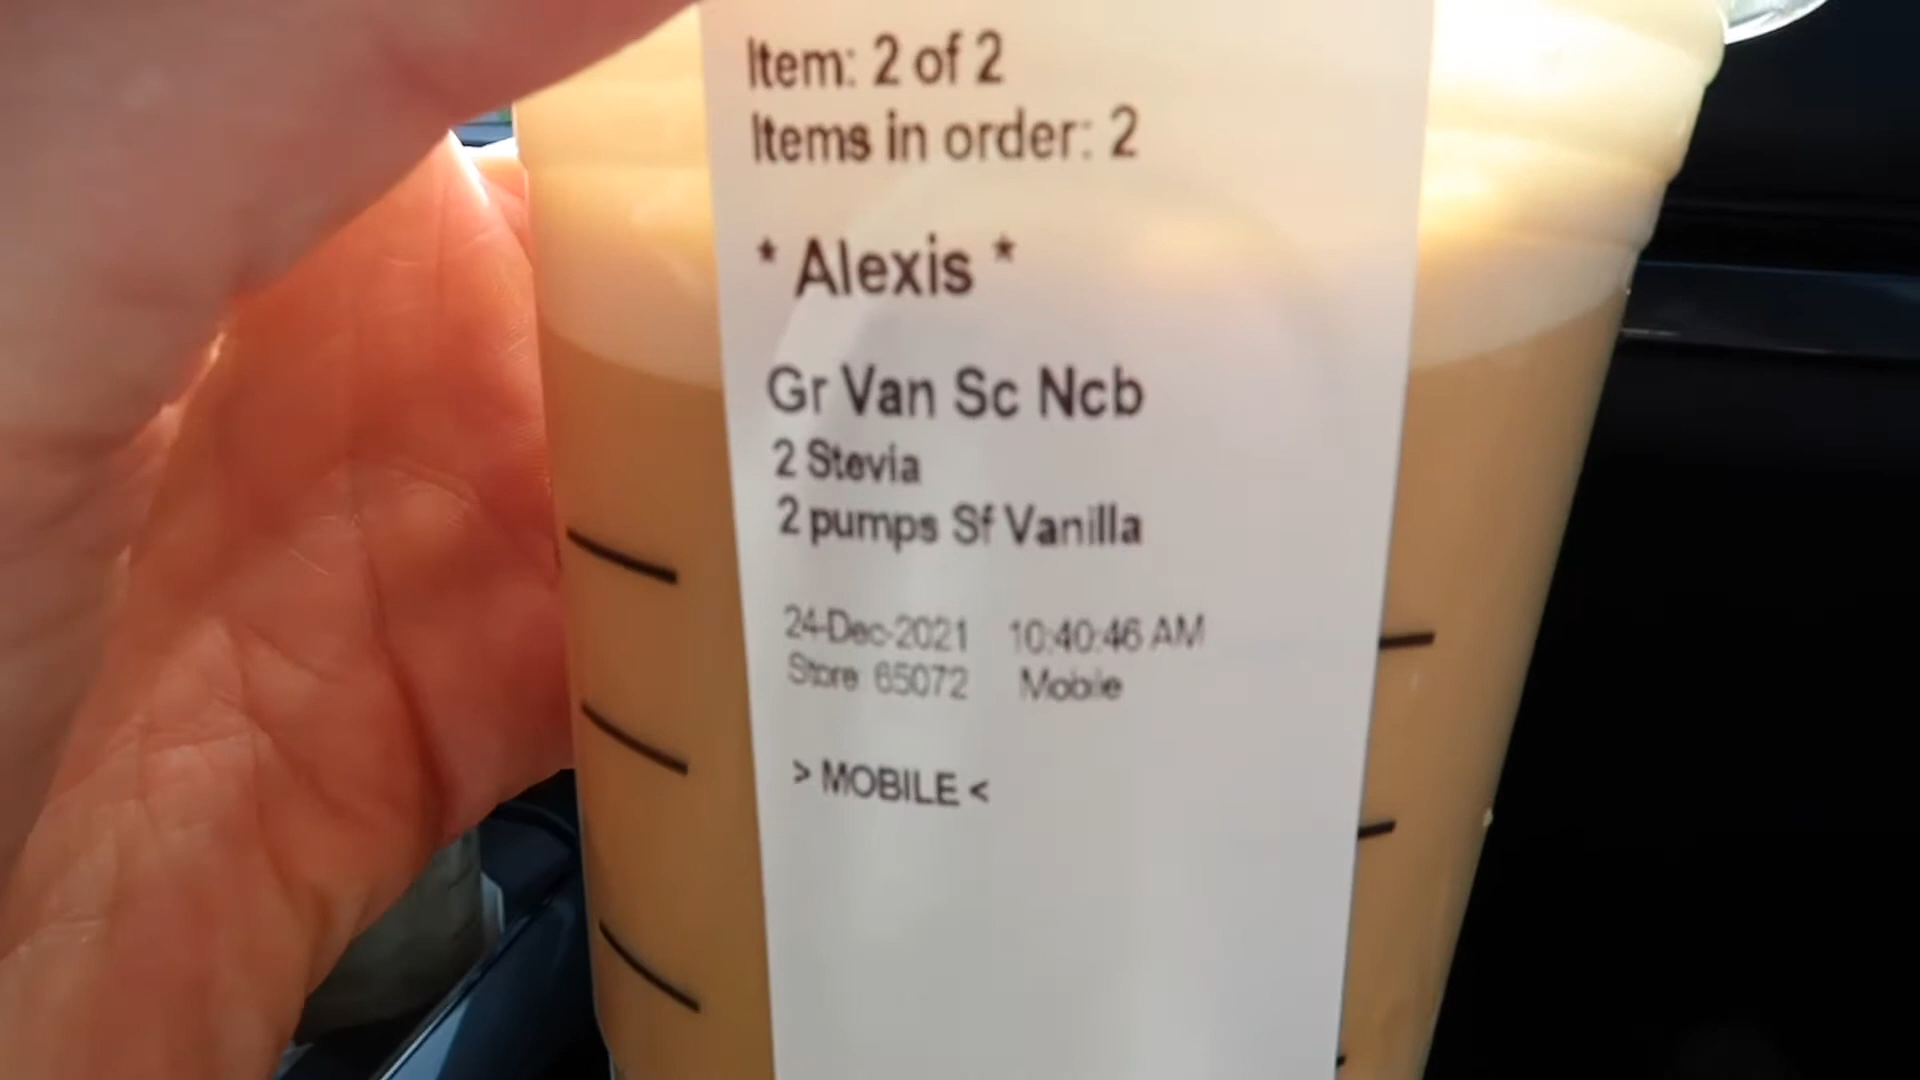 Item: 2 of 2
Items in order: 2
* Alexis *
Gr Van Sc Ncb
2 Stevia
2 pumps Sf Vanilla
24-Dec-2021 10:40:46 AM
Store 65072 Mobile
> MOBILE <